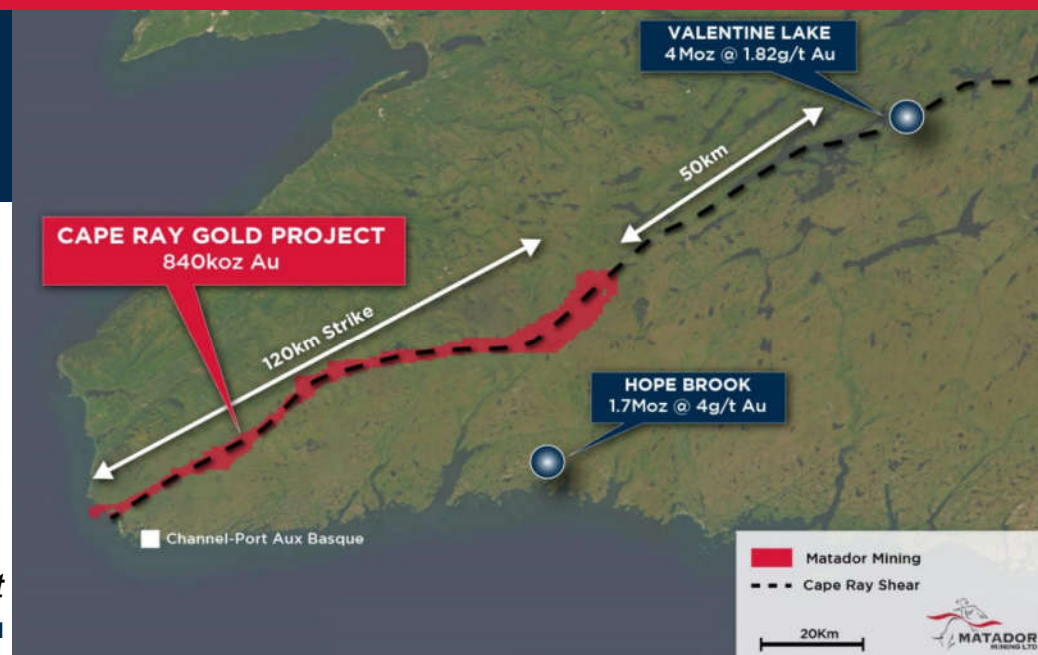 VALENTINE LAKE
4Moz @ 1.82g/t Au
50km
CAPE RAY GOLD PROJECT
840koz Au
120km Strike
HOPE BROOK
1.7Moz @ 4g/t Au
Channel-Port Aux Basque
Matador Mining
Cape Ray Shear
20Km
MATADOR
MINING LTD